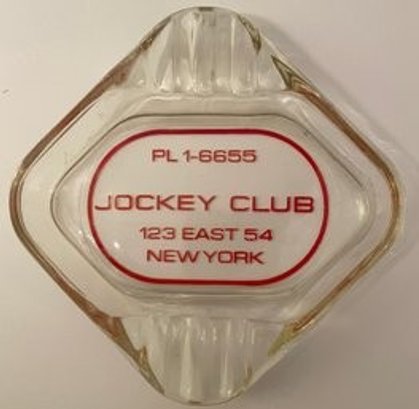 PL 1-6655
JOCKEY CLUB
123 EAST 54
NEW YORK